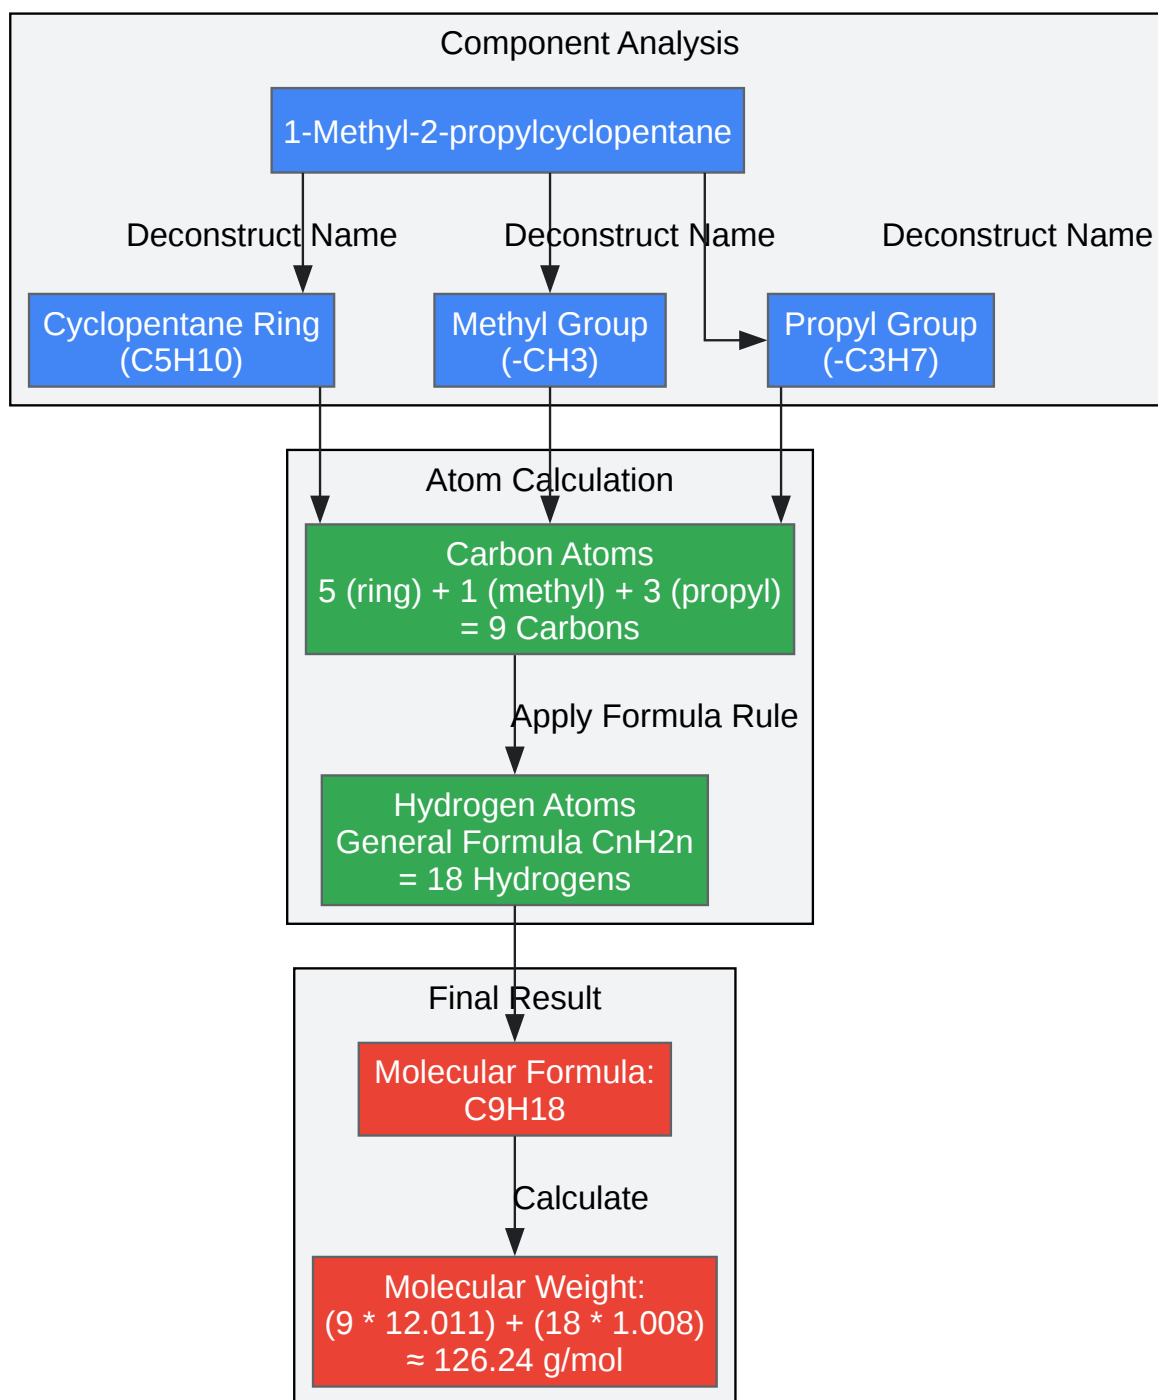 Component Analysis
1-Methyl-2-propylcyclopentane
Deconstruct Name
Deconstruct Name
Deconstruct Name
Cyclopentane Ring
(C5H10)
Methyl Group
(-CH3)
Propyl Group
(-C3H7)
Atom Calculation
Carbon Atoms
5 (ring) + 1 (methyl) + 3 (propyl)
= 9 Carbons
Apply Formula Rule
Hydrogen Atoms
General Formula CnH2n
= 18 Hydrogens
Final Result
Molecular Formula:
C9H18
Calculate
Molecular Weight:
(9 * 12.011) + (18 * 1.008)
≈ 126.24 g/mol